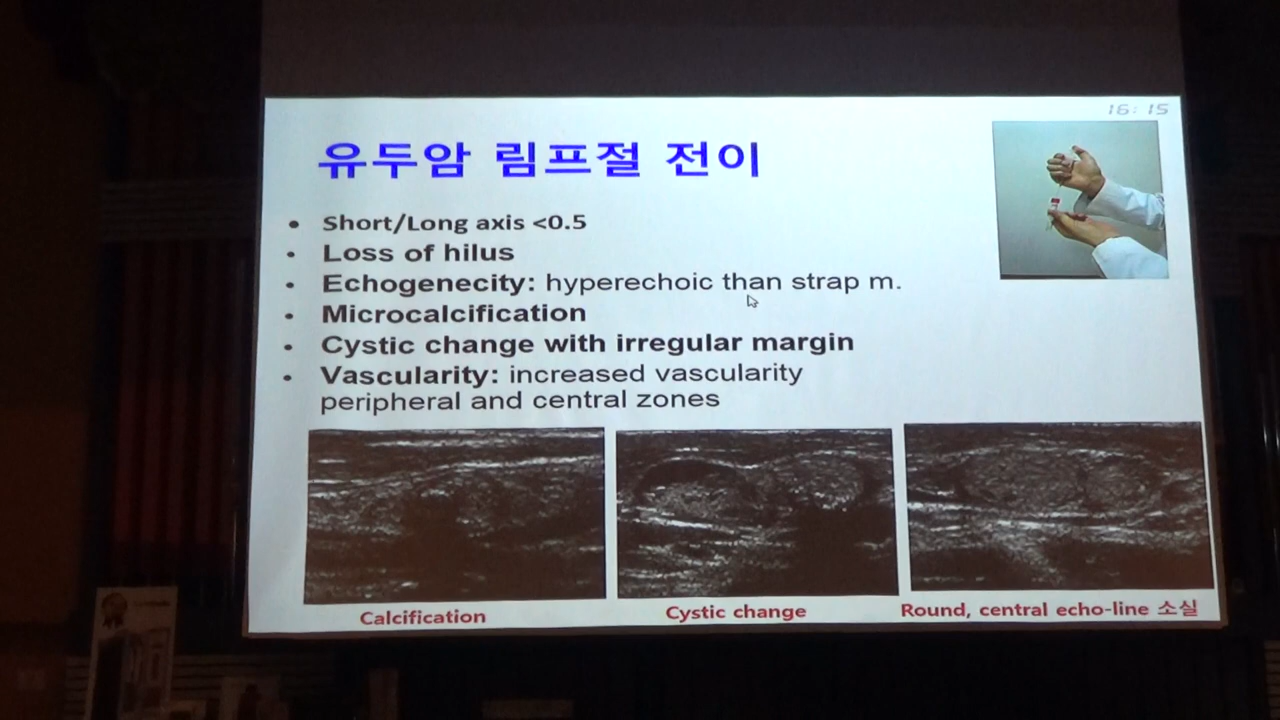 16:15
유두암 림프절 전이
• Short/Long axis <0.5
• Loss of hilus
• Echogenecity: hyperechoic than strap m.
• Microcalcification
• Cystic change with irregular margin
• Vascularity: increased vascularity
peripheral and central zones
Calcification
Cystic change
Round, central echo-line 소실